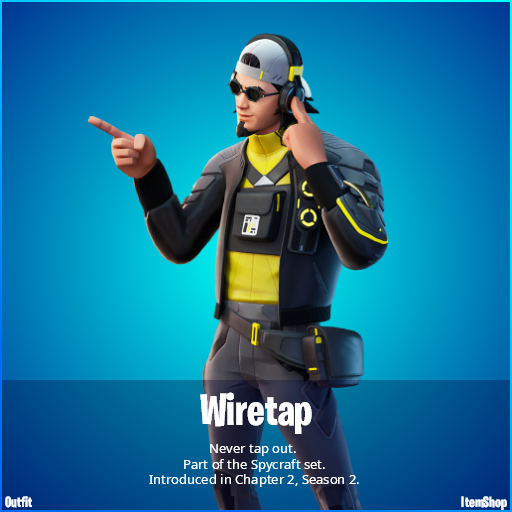 Wiretap
Never tap out.
Part of the Spycraft set.
Introduced in Chapter 2, Season 2.
Outfit
ItemShop